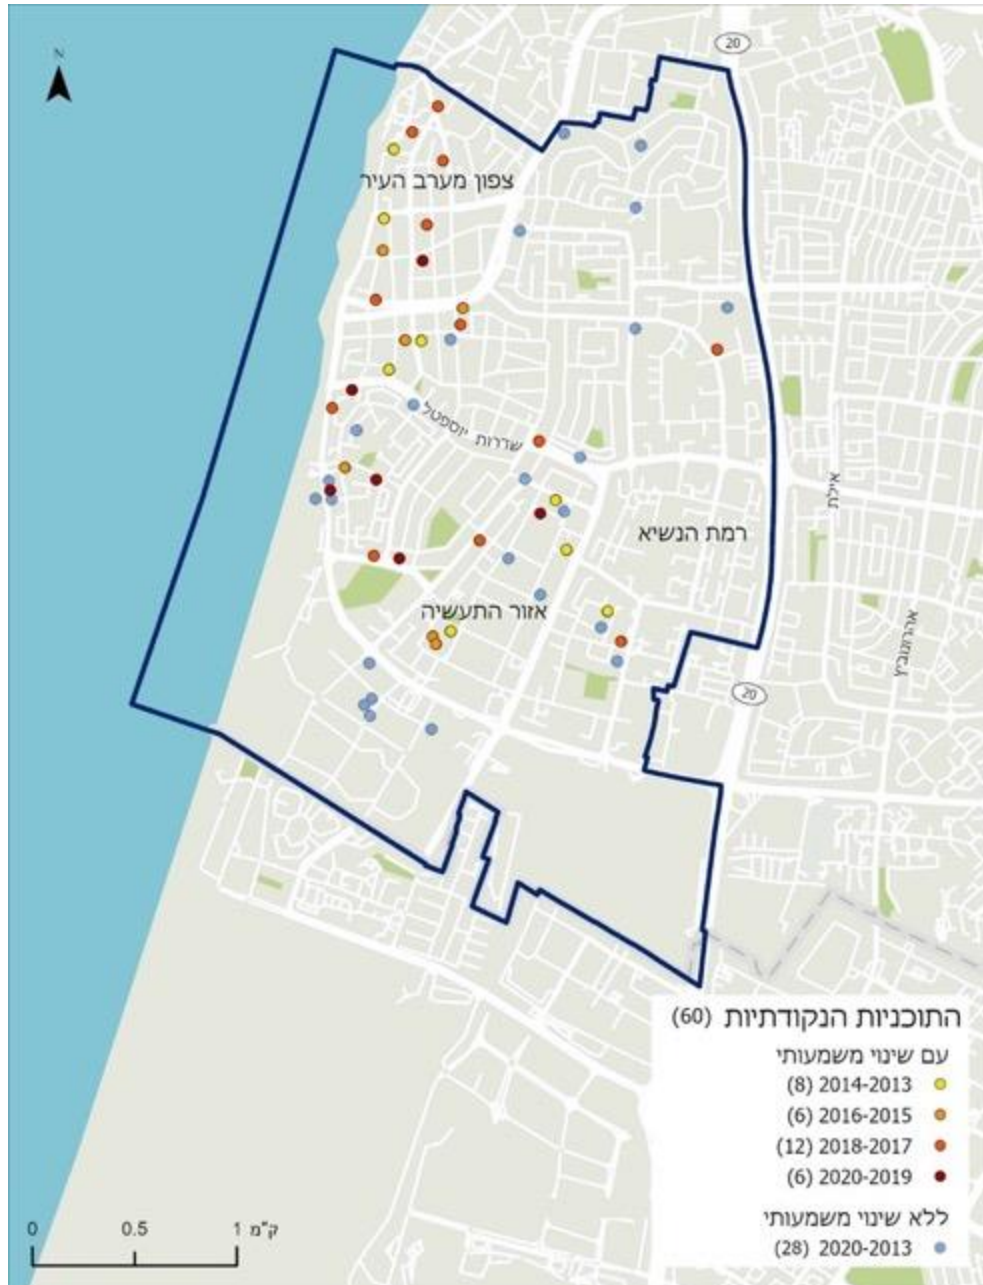 N
20
צפון מערב העיר
שדרות יוספטל
אילת
רמת הנשיא
אזור התעשיה
אהרונוביץ
20
התוכניות הנקודתיות (60)
עם שינוי משמעותי
2014-2013 (8)
2016-2015 (6)
2018-2017 (12)
2020-2019 (6)
ללא שינוי משמעותי
2020-2013 (28)
0 0.5 1 ק"מ